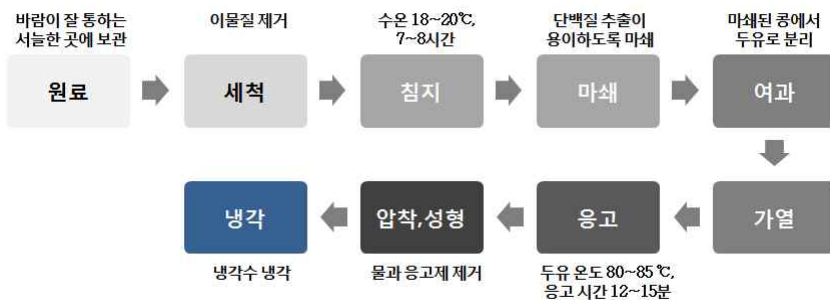 바람이 잘 통하는
서늘한 곳에 보관
이물질 제거
수온 18~20℃,
7~8시간
단백질 추출이
용이하도록 마쇄
마쇄된 콩에서
두유로 분리
원료
세척
침지
마쇄
여과
냉각
압착,성형
응고
가열
냉각수 냉각
물과 응고제 제거
두유 온도 80~85 ℃,
응고 시간 12~15분